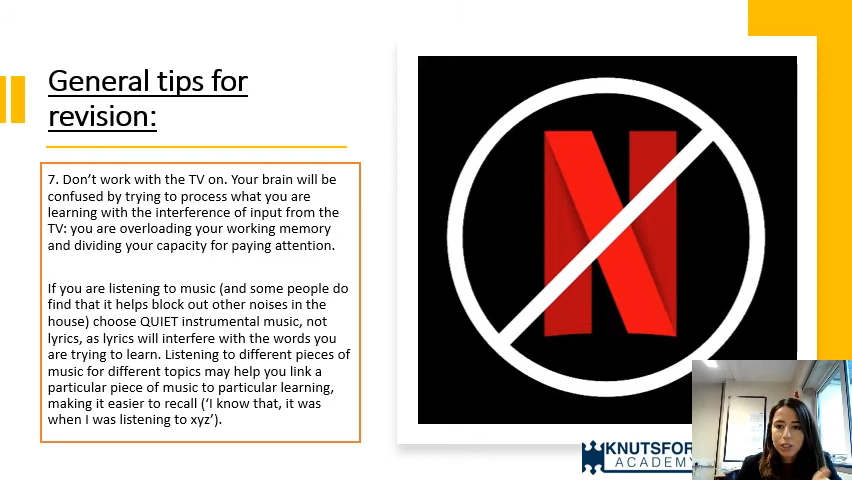 General tips for
revision:
7. Don't work with the TV on. Your brain will be
confused by trying to process what you are
learning with the interference of input from the
TV: you are overloading your working memory
and dividing your capacity for paying attention.
If you are listening to music (and some people do
find that it helps block out other noises in the
house) choose QUIET instrumental music, not
lyrics, as lyrics will interfere with the words you
are trying to learn. Listening to different pieces of
music for different topics may help you link a
particular piece of music to particular learning,
making it easier to recall ('I know that, it was
when I was listening to xyz').
N
KNUTSFOR
ACADEMY